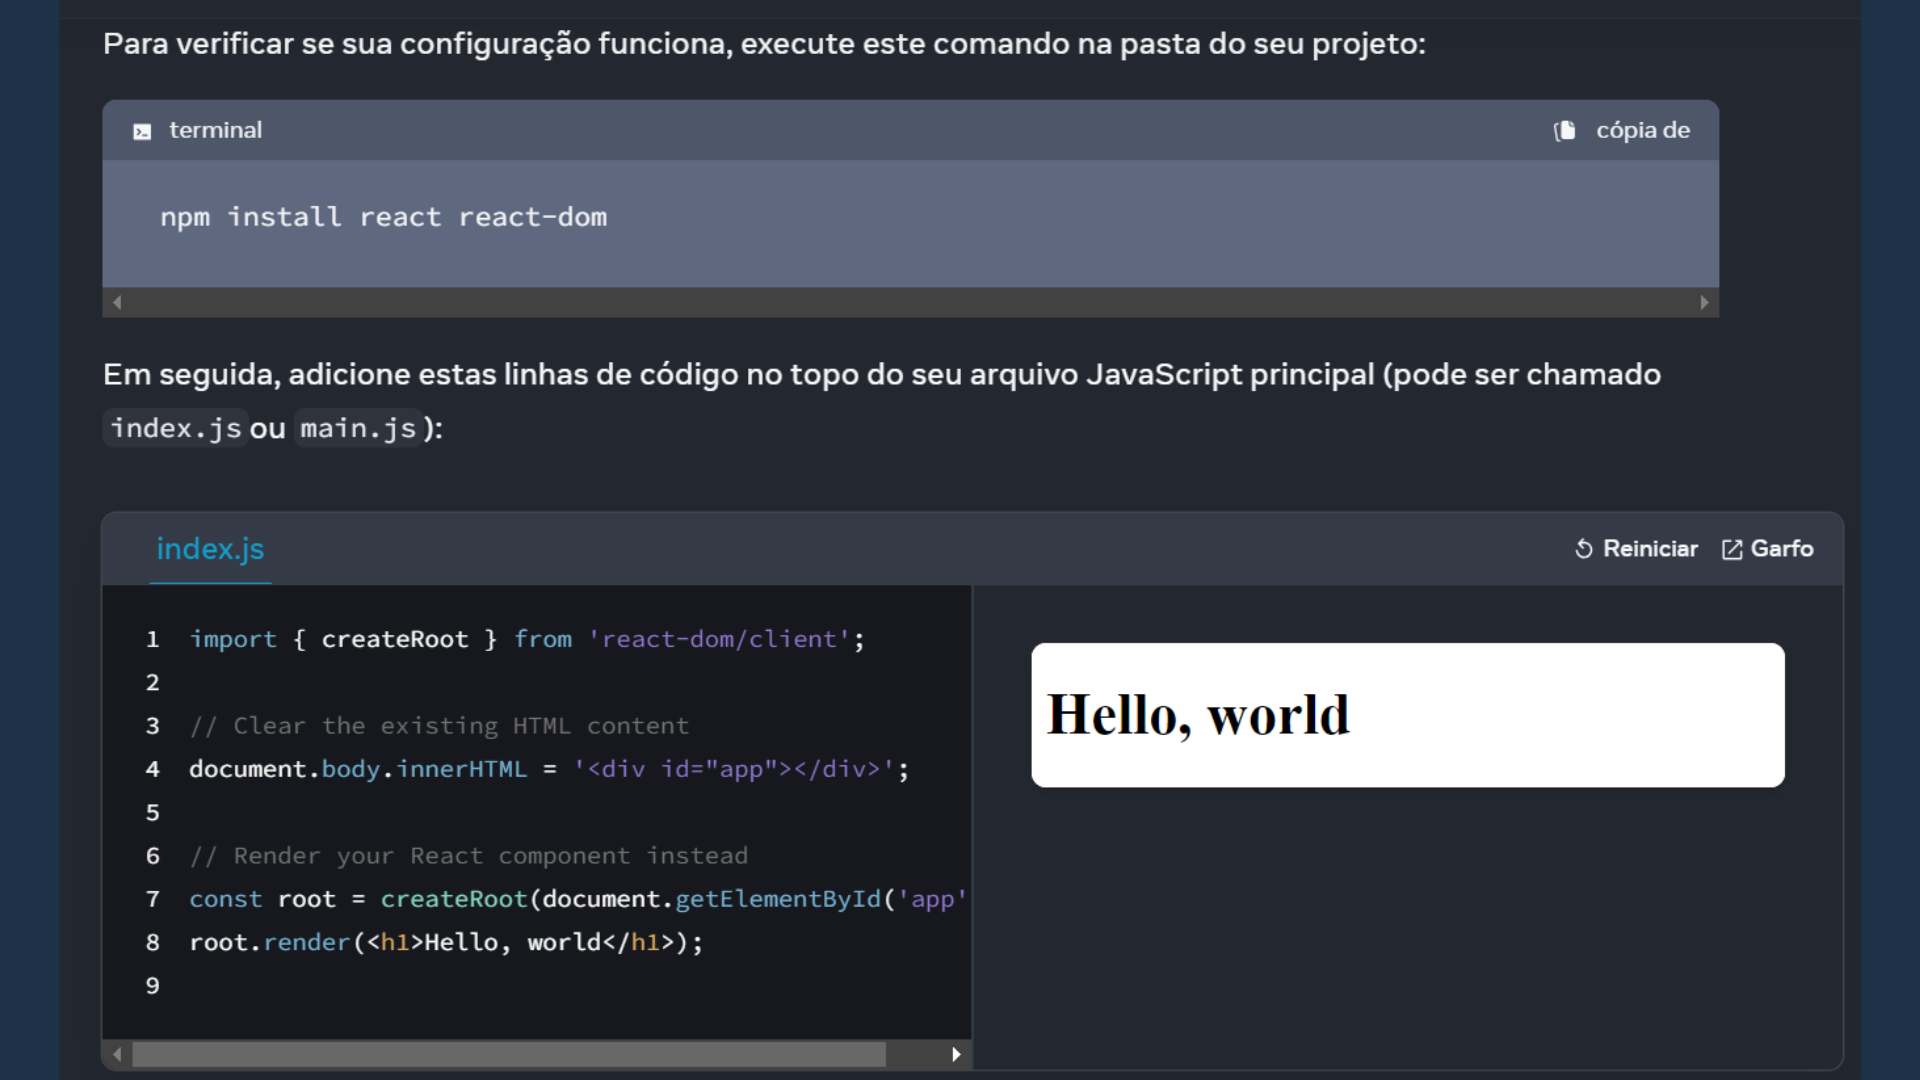 Para verificar se sua configuração funciona, execute este comando na pasta do seu projeto:
terminal
cópia de
npm install react react-dom
Em seguida, adicione estas linhas de código no topo do seu arquivo JavaScript principal (pode ser chamado
index.js ou main.js ):
index.js
Reiniciar
Garfo
1 import { createRoot } from 'react-dom/client';
2
3 // Clear the existing HTML content
4 document.body.innerHTML = '<div id="app"></div>';
5
6 // Render your React component instead
7 const root = createRoot(document.getElementById('app'
8 root.render(<h1>Hello, world</h1>);
9
Hello, world